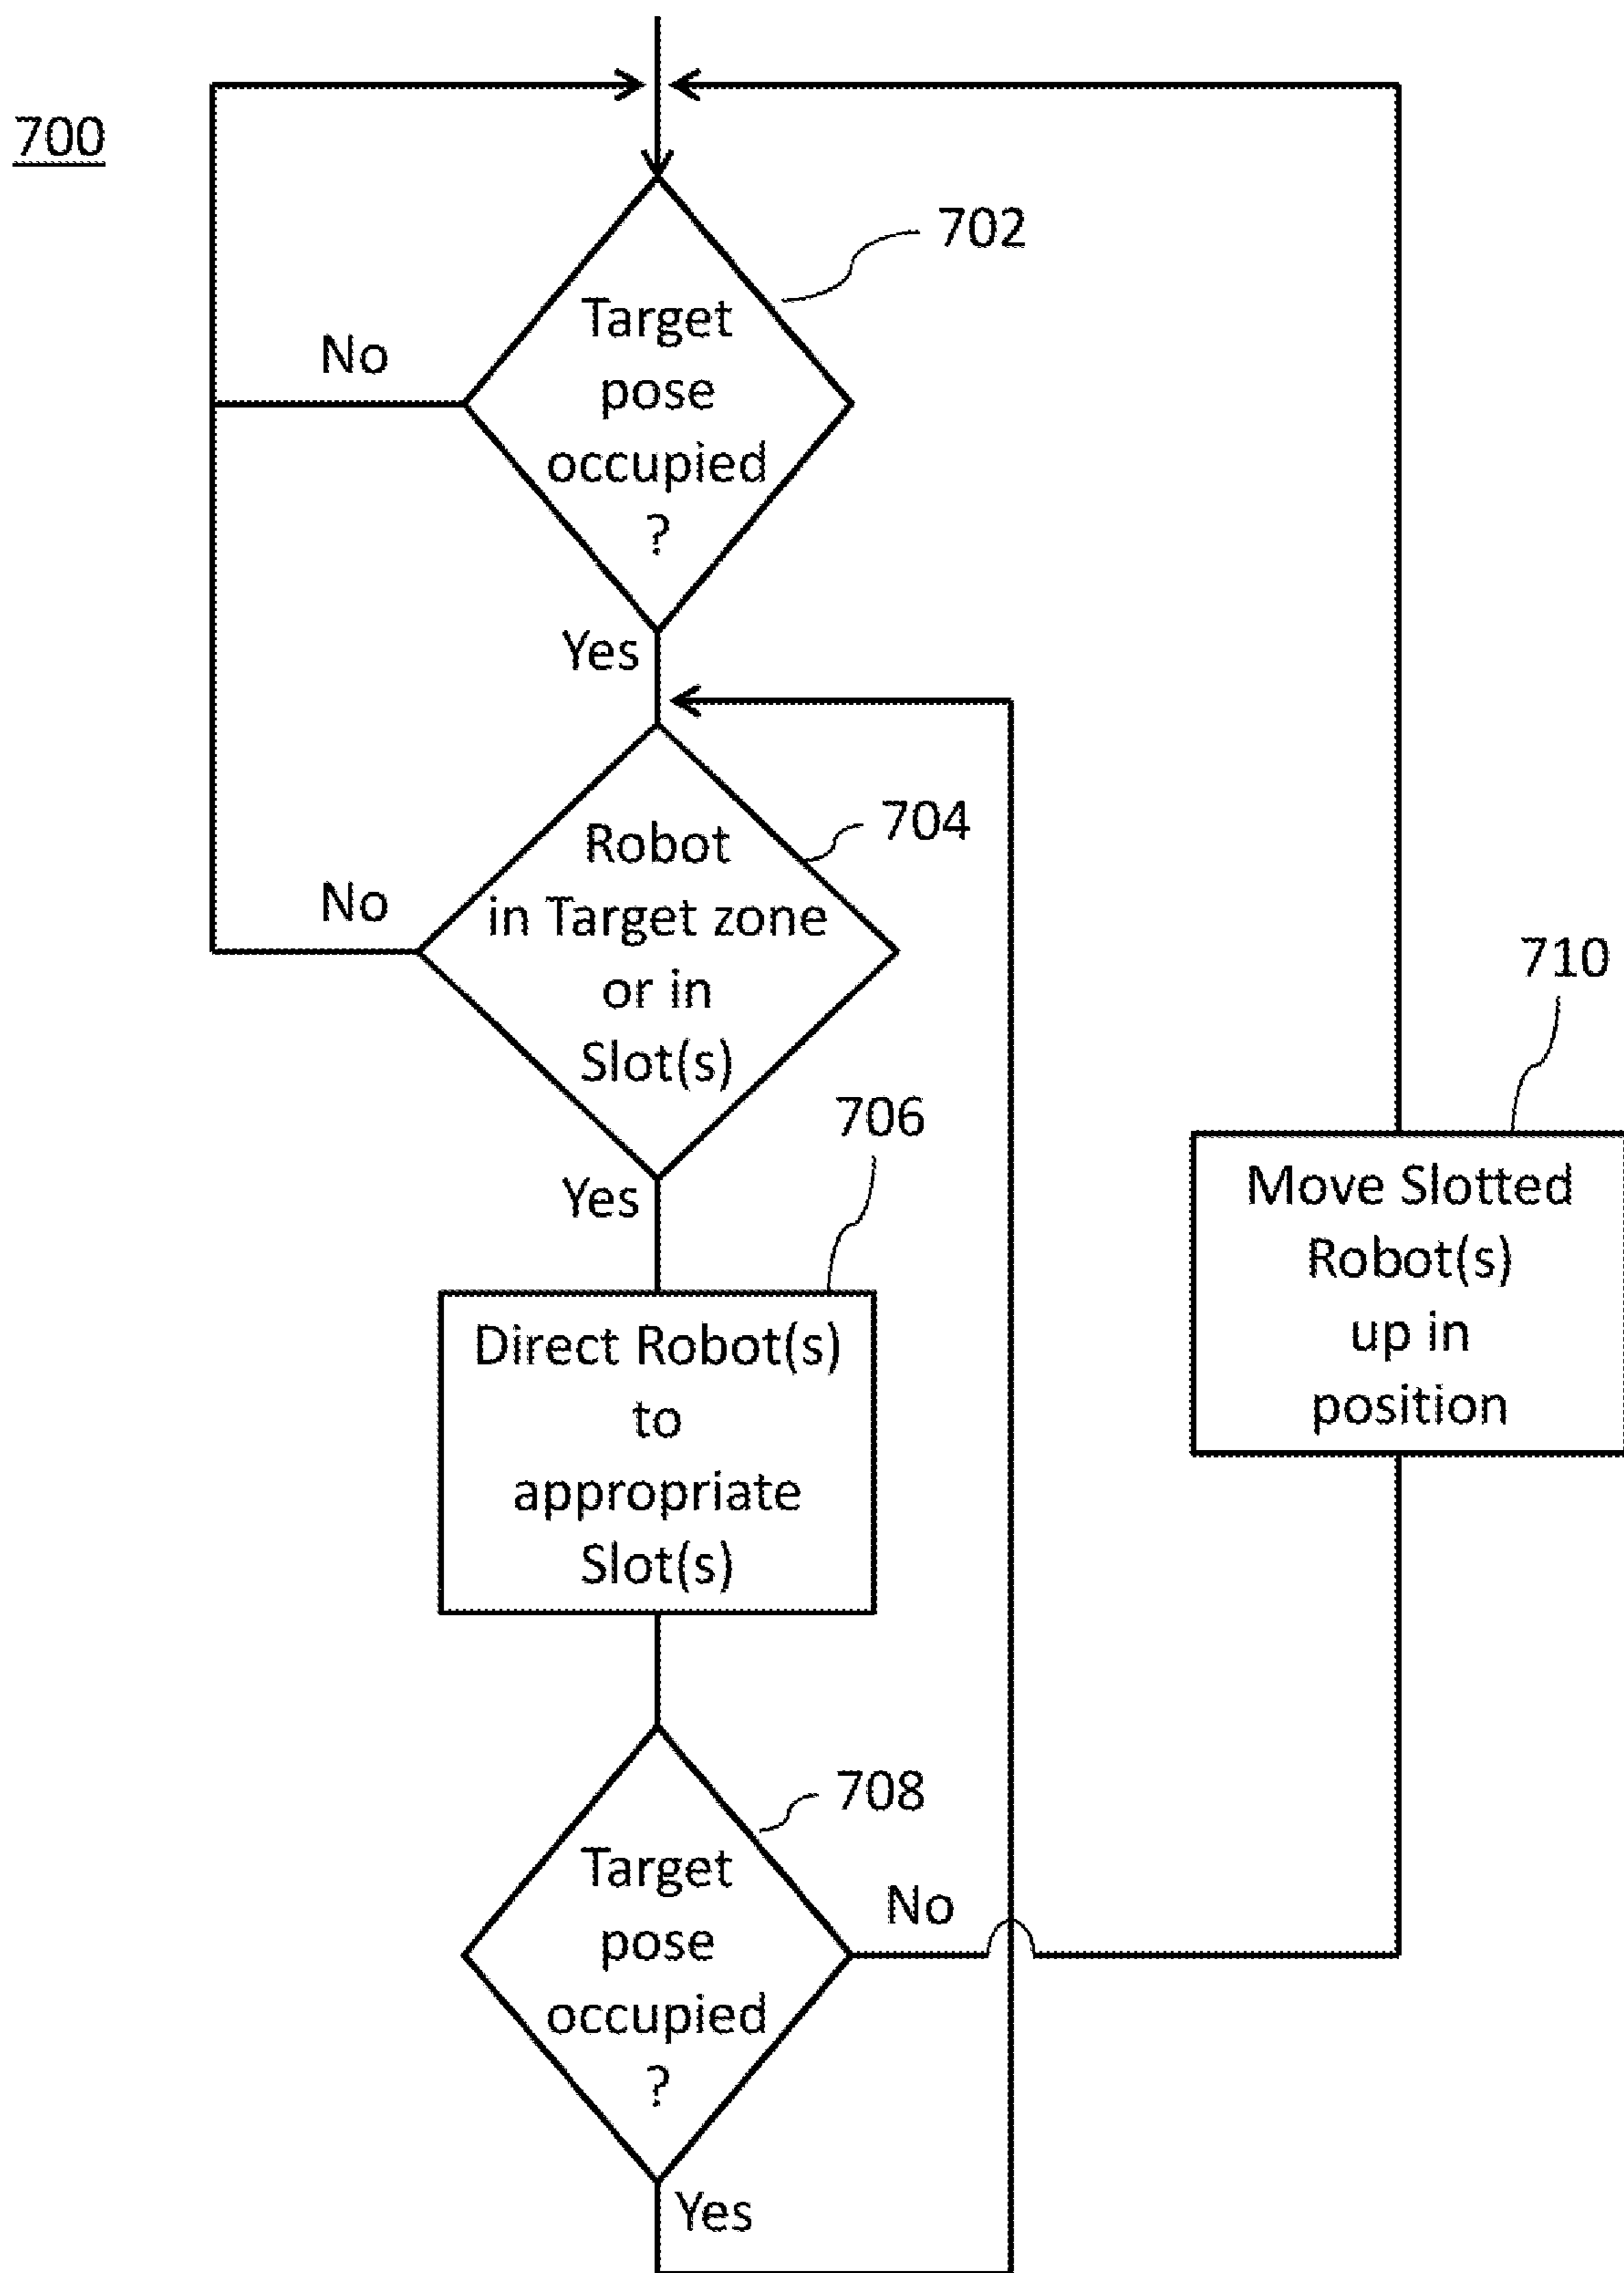 700
702
Target
pose
occupied
?
No
Yes
704
Robot
in Target zone
or in
Slot(s)
No
Yes
706
Direct Robot(s)
to
appropriate
Slot(s)
710
Move Slotted
Robot(s)
up in
position
708
Target
pose
occupied
?
No
Yes